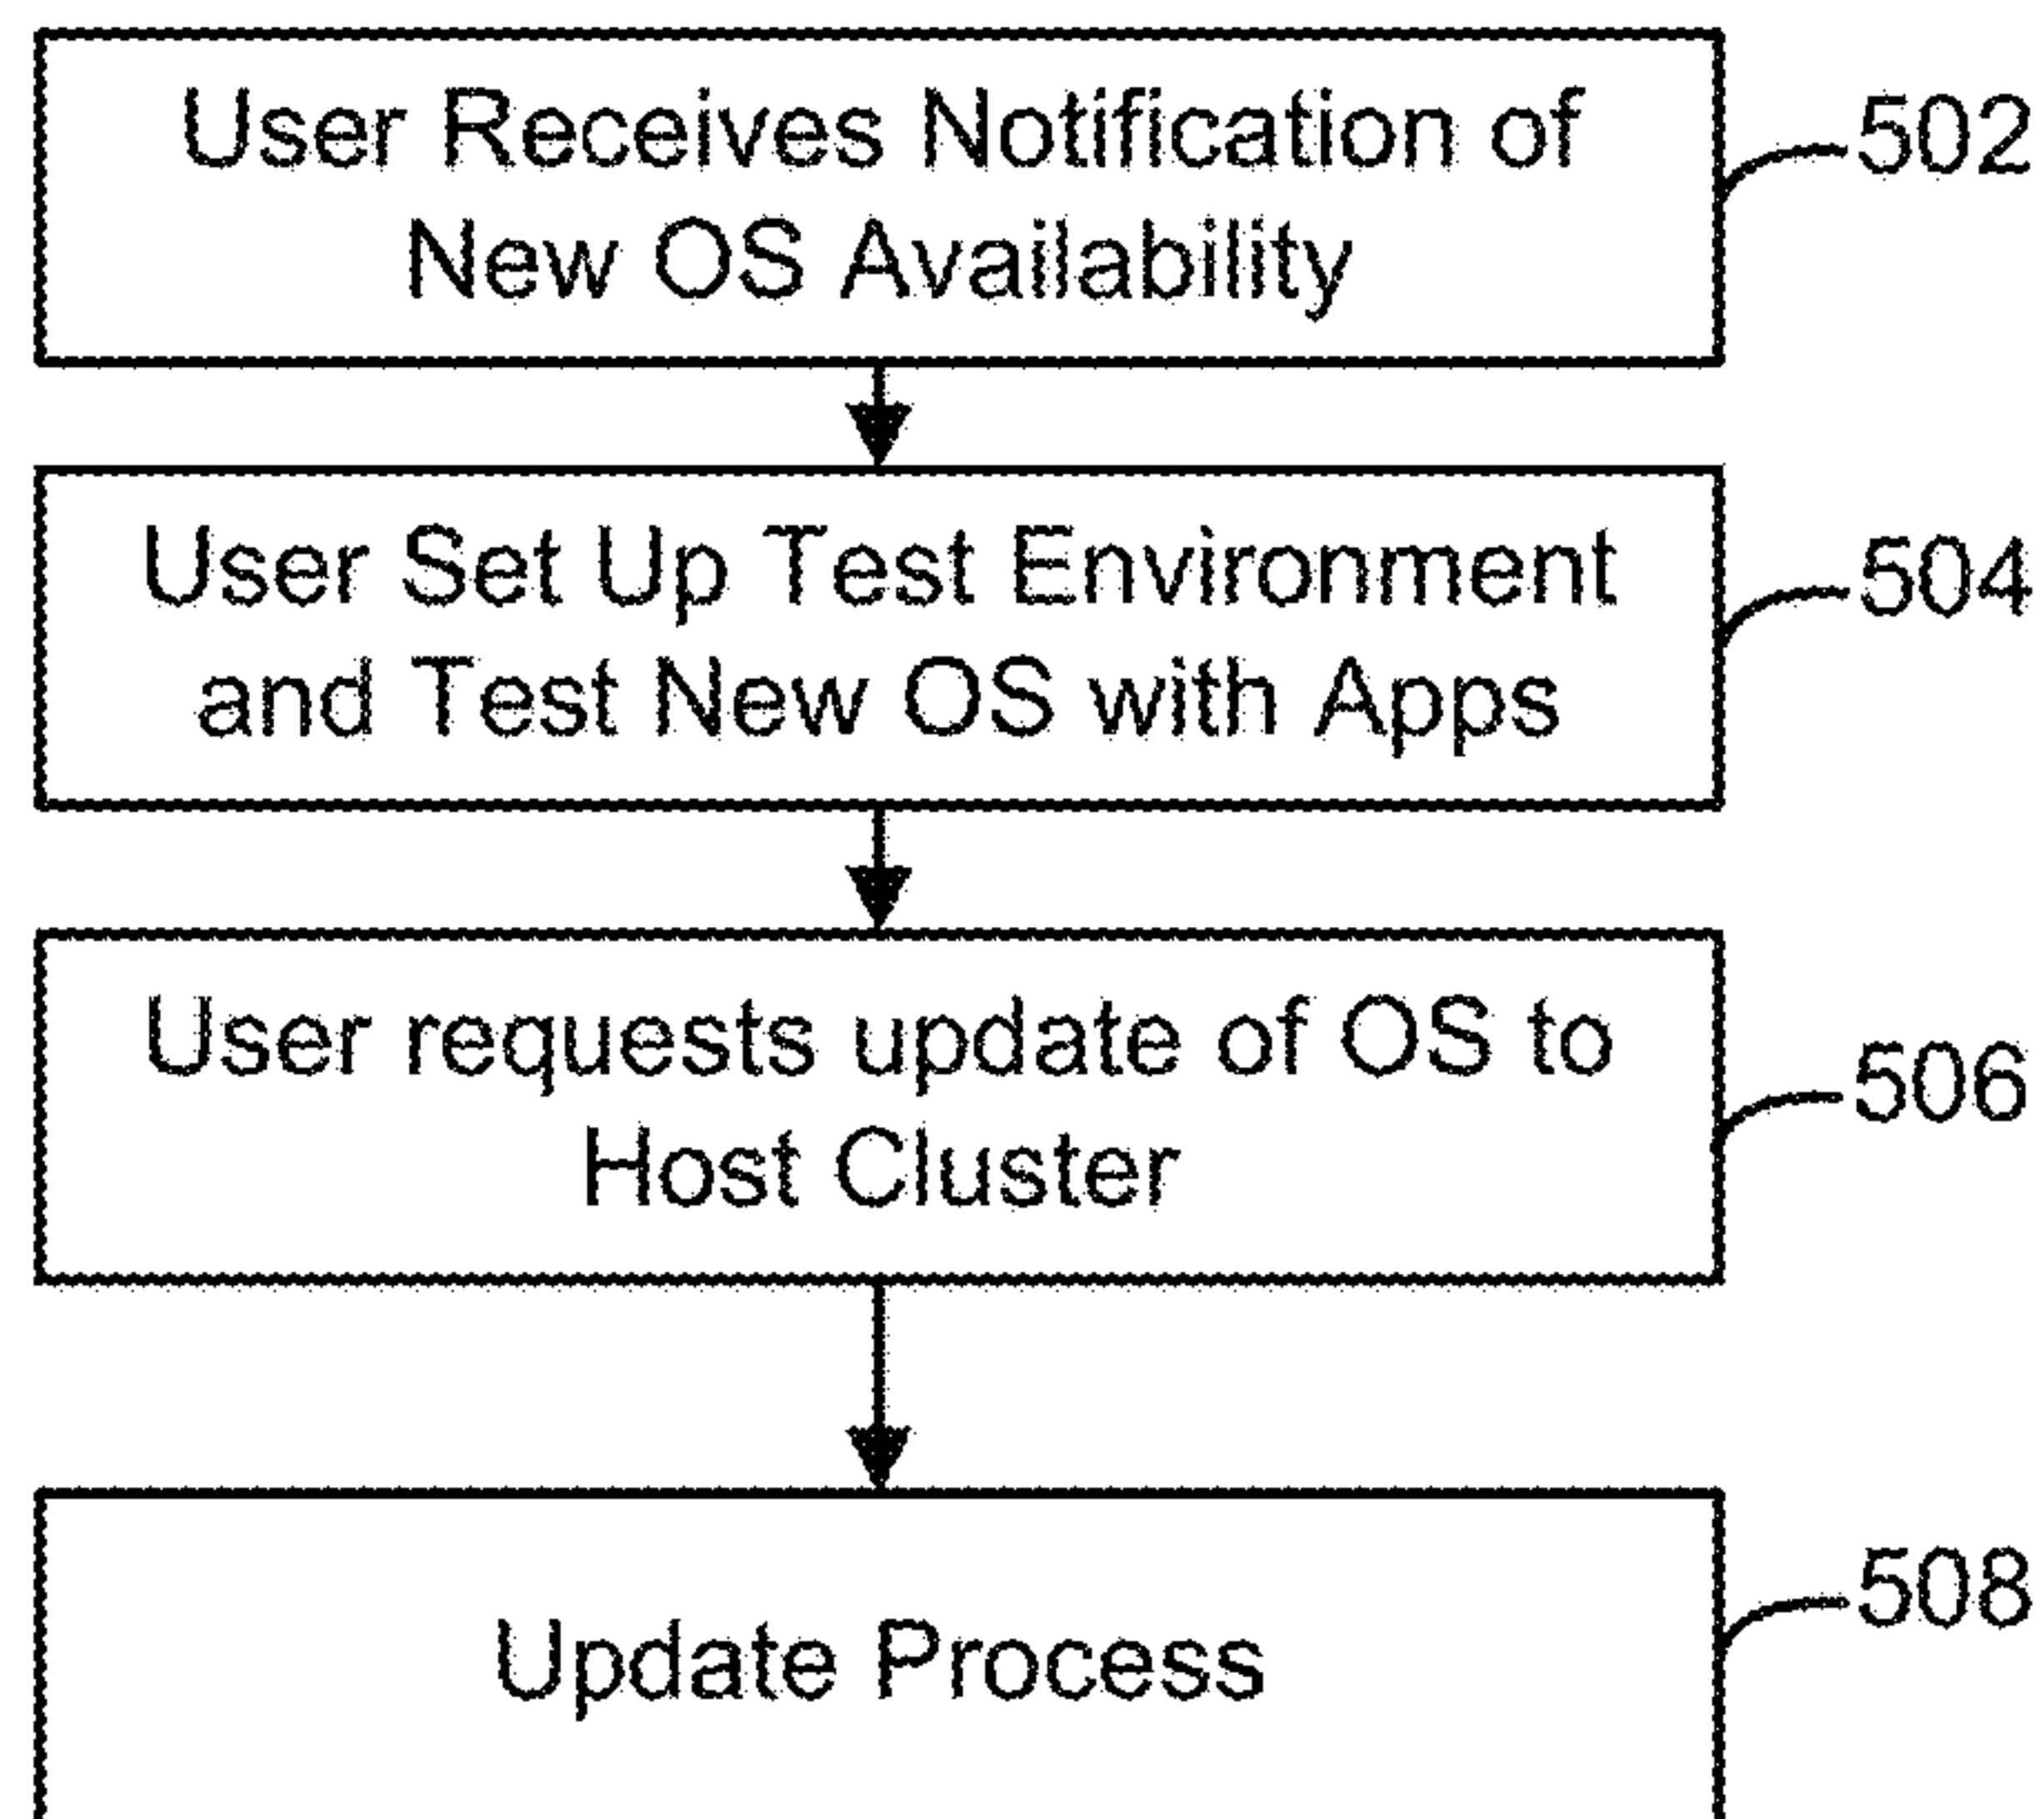 User Receives Notification of
New OS Availability
502
User Set Up Test Environment
and Test New OS with Apps
504
User requests update of OS to
Host Cluster
506
Update Process
508